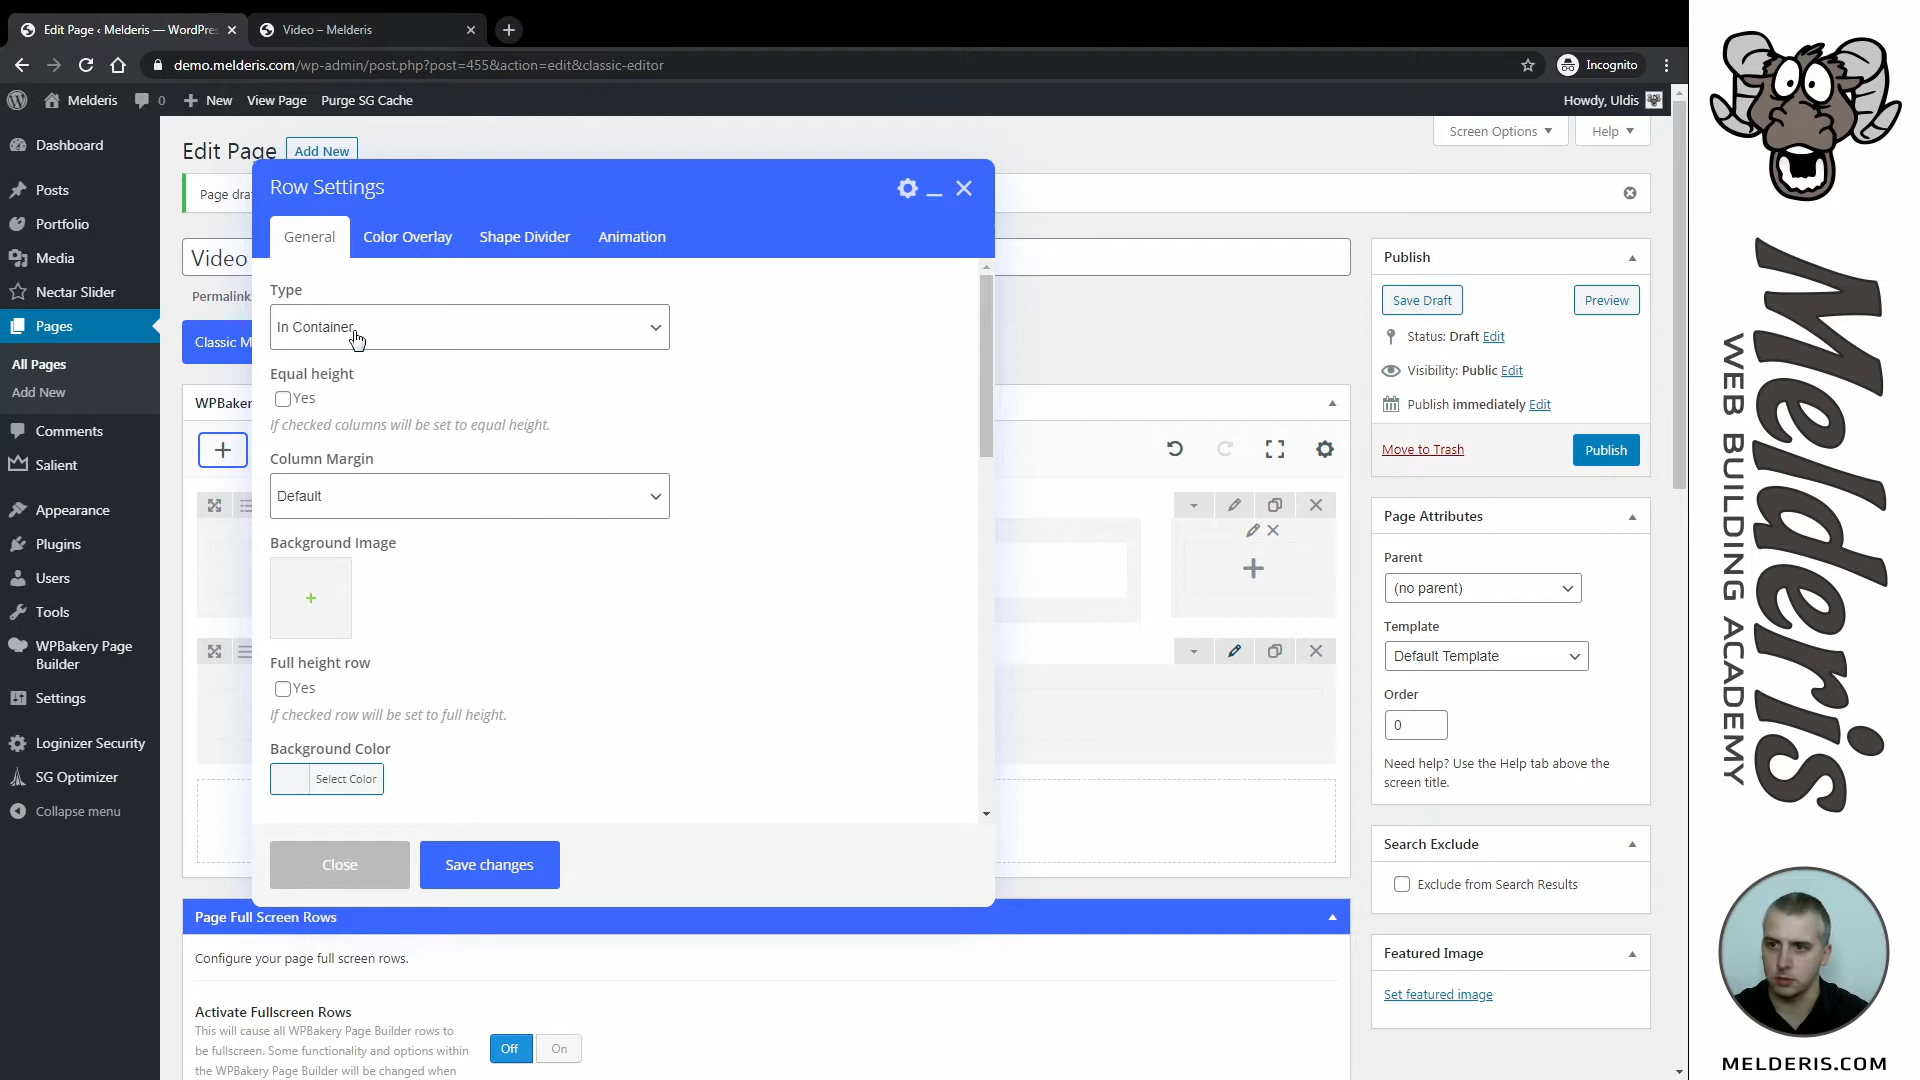 Edit Page ‹ Melderis — WordPres
Video – Melderis
demo.melderis.com/wp-admin/post.php?post=455&action=edit&classic-editor
Incognito
Melderis
0
New
View Page
Purge SG Cache
Howdy, Uldis
Dashboard
Posts
Portfolio
Media
Nectar Slider
Pages
All Pages
Add New
Comments
Salient
Appearance
Plugins
Users
Tools
WPBakery Page
Builder
Settings
Loginizer Security
SG Optimizer
Collapse menu
Edit Page
Add New
Screen Options
Help
Page dra
Video
Permalink
Classic M
WPBakery
Row Settings
General
Color Overlay
Shape Divider
Animation
Type
In Container
Equal height
Yes
If checked columns will be set to equal height.
Column Margin
Default
Background Image
Full height row
Yes
If checked row will be set to full height.
Background Color
Select Color
Close
Save changes
Page Full Screen Rows
Configure your page full screen rows.
Activate Fullscreen Rows
This will cause all WPBakery Page Builder rows to
be fullscreen. Some functionality and options within
the WPBakery Page Builder will be changed when
Off
On
Publish
Save Draft
Preview
Status: Draft Edit
Visibility: Public Edit
Publish immediately Edit
Move to Trash
Publish
Page Attributes
Parent
(no parent)
Template
Default Template
Order
0
Need help? Use the Help tab above the
screen title.
Search Exclude
Exclude from Search Results
Featured Image
Set featured image
Melderis
WEB BUILDING ACADEMY
MELDERIS.COM